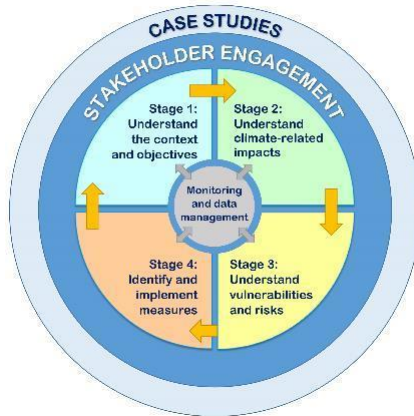 CASE STUDIES
STAKEHOLDER ENGAGEMENT
Stage 1:
Understand
the context
and objectives
Stage 2:
Understand
climate-related
impacts
Monitoring
and data
management
Stage 4:
Identify and
implement
measures
Stage 3:
Understand
vulnerabilities
and risks